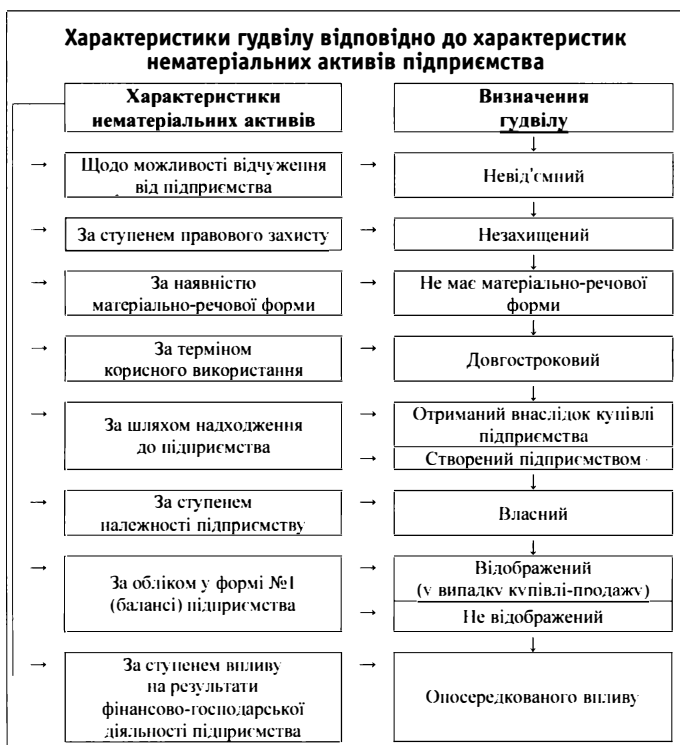 Характеристики гудвілу відповідно до характеристик
нематеріальних активів підприємства
Характеристики
нематеріальних активів
Визначення
гудвілу
Щодо можливості відчуження
від підприємства
Невід'ємний
За ступенем правового захисту
Незахищений
За наявністю
матеріально-речової форми
Не має матеріально-речової
форми
За терміном
корисного використання
Довгостроковий
За шляхом надходження
до підприємства
Отриманий внаслідок купівлі
підприємства
Створений підприємством
За ступенем
належності підприємству
Власний
За обліком у формі №1
(балансі) підприємства
Відображений
(у випадку купівлі-продажу)
Не відображений
За ступенем впливу
на результати
фінансово-господарської
діяльності підприємства
Опосередкованого впливу